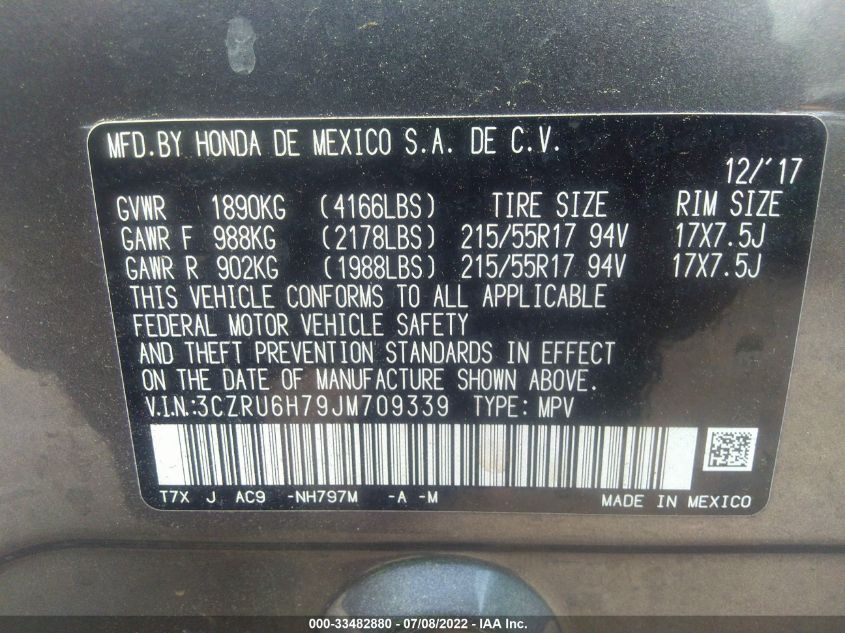 MFD.BY HONDA DE MEXICO S.A. DE C.V.
12/'17
GVWR 1890KG (4166LBS) TIRE SIZE RIM SIZE
GAWR F 988KG (2178LBS) 215/55R17 94V 17X7.5J
GAWR R 902KG (1988LBS) 215/55R17 94V 17X7.5J
THIS VEHICLE CONFORMS TO ALL APPLICABLE
FEDERAL MOTOR VEHICLE SAFETY
AND THEFT PREVENTION STANDARDS IN EFFECT
ON THE DATE OF MANUFACTURE SHOWN ABOVE.
V.I.N.:3CZRU6H79JM709339 TYPE: MPV
T7X J AC9 -NH797M -A -M MADE IN MEXICO
000-33482880 - 07/08/2022 - IAA Inc.